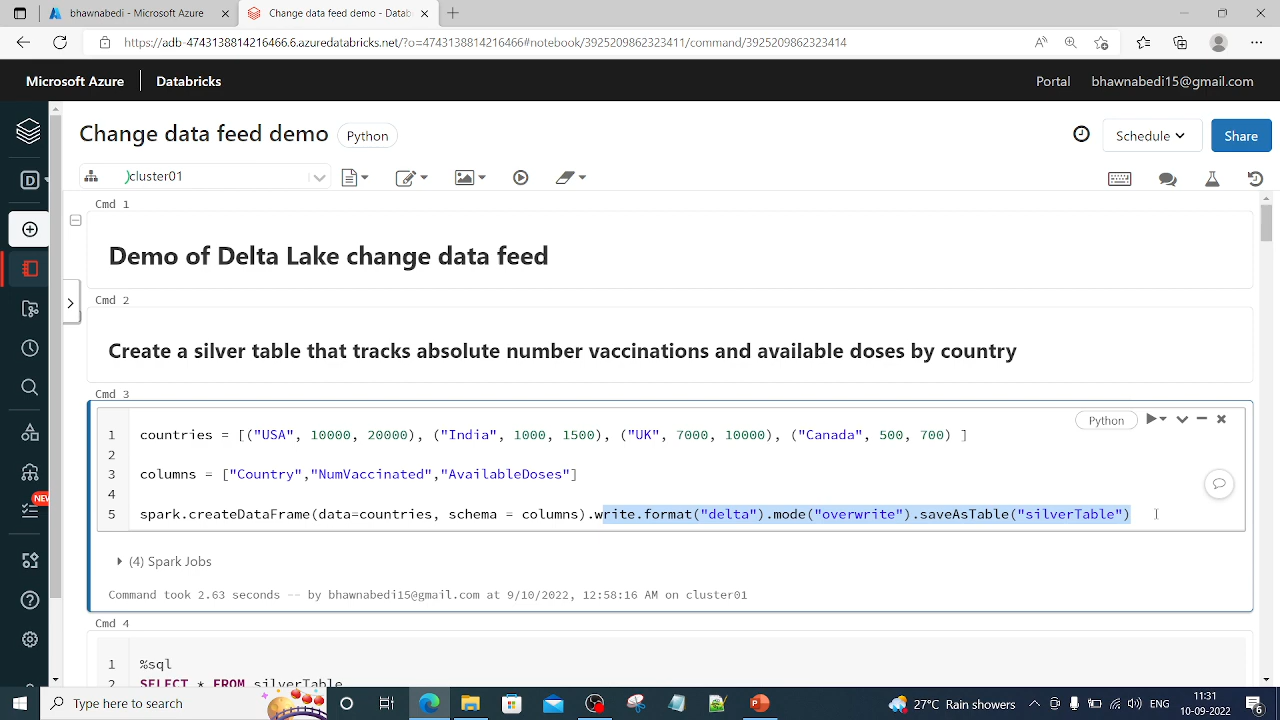 bhawnabedi - Microsoft Azure
Change data feed demo - Datab
https://adb-4743138814216466.6.azuredatabricks.net/?o=4743138814216466#notebook/3925209862323411/command/3925209862323414
Microsoft Azure
Databricks
Portal
bhawnabedi15@gmail.com
Change data feed demo
Python
Schedule
Share
D
cluster01
Cmd 1
Demo of Delta Lake change data feed
Cmd 2
Create a silver table that tracks absolute number vaccinations and available doses by country
Cmd 3
Python
1 countries = [("USA", 10000, 20000), ("India", 1000, 1500), ("UK", 7000, 10000), ("Canada", 500, 700) ]
2
3 columns = ["Country","NumVaccinated","AvailableDoses"]
4
5 spark.createDataFrame(data=countries, schema = columns).write.format("delta").mode("overwrite").saveAsTable("silverTable")
NEW
(4) Spark Jobs
Command took 2.63 seconds -- by bhawnabedi15@gmail.com at 9/10/2022, 12:58:16 AM on cluster01
Cmd 4
1 %sql
2 SELECT * FROM silverTable
Type here to search
27°C Rain showers
ENG
11:31
10-09-2022
6